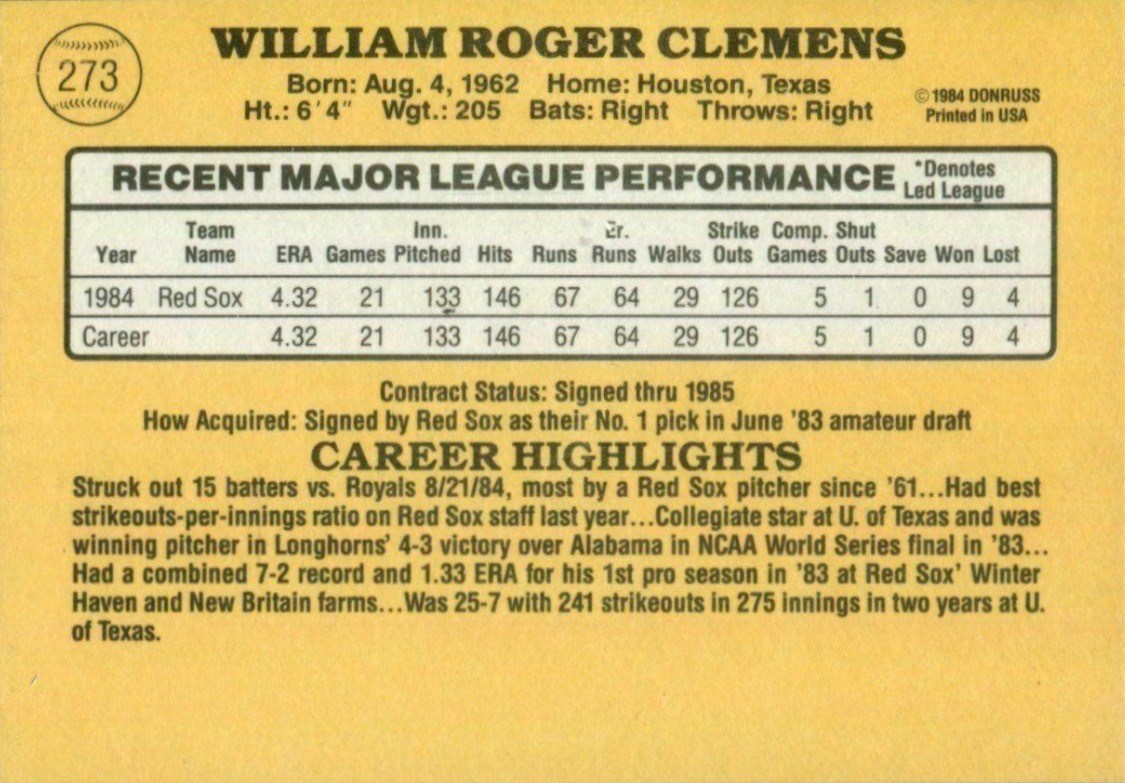 273
WILLIAM ROGER CLEMENS
Born: Aug. 4, 1962 Home: Houston, Texas
Ht.: 6'4" Wgt.: 205 Bats: Right Throws: Right
©1984 DONRUSS
Printed in USA
RECENT MAJOR LEAGUE PERFORMANCE *Denotes
Led League
Team Inn. Er. Strike Comp. Shut
Year Name ERA Games Pitched Hits Runs Runs Walks Outs Games Outs Save Won Lost
1984 Red Sox 4.32 21 133 146 67 64 29 126 5 1 0 9 4
Career 4.32 21 133 146 67 64 29 126 5 1 0 9 4
Contract Status: Signed thru 1985
How Acquired: Signed by Red Sox as their No. 1 pick in June '83 amateur draft
CAREER HIGHLIGHTS
Struck out 15 batters vs. Royals 8/21/84, most by a Red Sox pitcher since '61...Had best
strikeouts-per-innings ratio on Red Sox staff last year...Collegiate star at U. of Texas and was
winning pitcher in Longhorns' 4-3 victory over Alabama in NCAA World Series final in '83...
Had a combined 7-2 record and 1.33 ERA for his 1st pro season in '83 at Red Sox' Winter
Haven and New Britain farms...Was 25-7 with 241 strikeouts in 275 innings in two years at U.
of Texas.